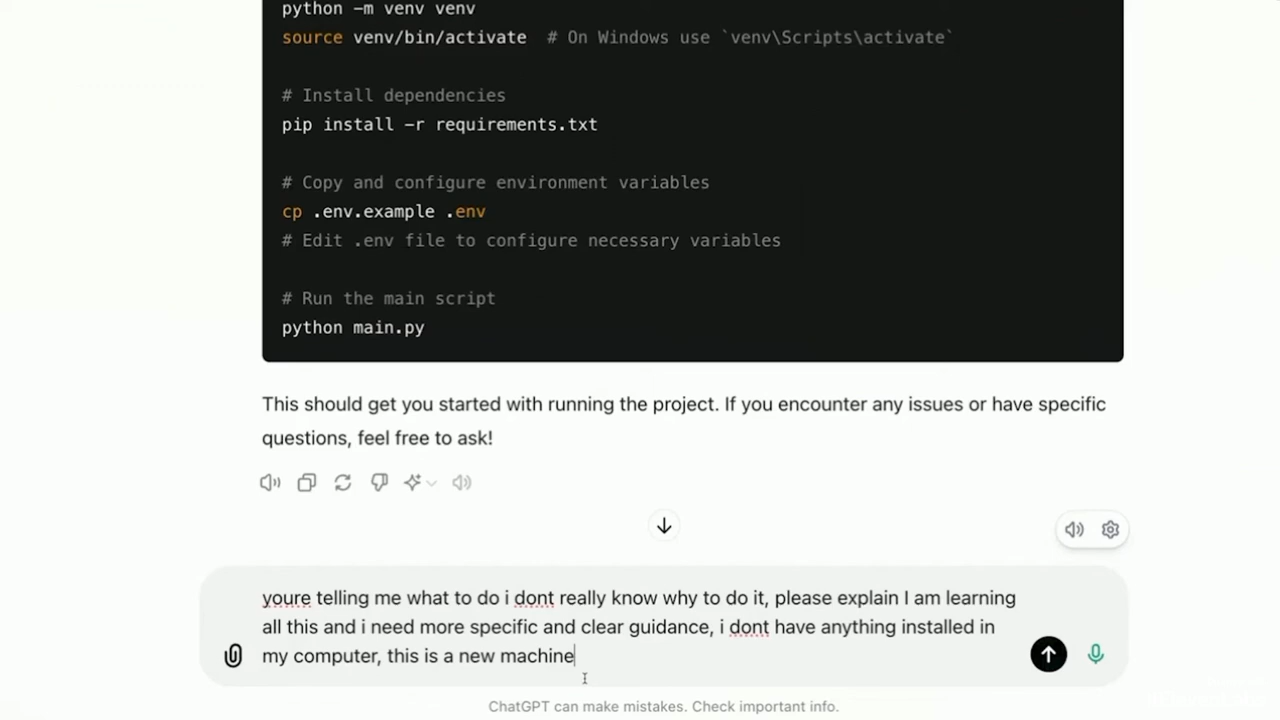 python -m venv venv
source venv/bin/activate  # On Windows use `venv\Scripts\activate`
# Install dependencies
pip install -r requirements.txt
# Copy and configure environment variables
cp .env.example .env
# Edit .env file to configure necessary variables
# Run the main script
python main.py
This should get you started with running the project. If you encounter any issues or have specific
questions, feel free to ask!
youre telling me what to do i dont really know why to do it, please explain I am learning
all this and i need more specific and clear guidance, i dont have anything installed in
my computer, this is a new machine
ChatGPT can make mistakes. Check important info.